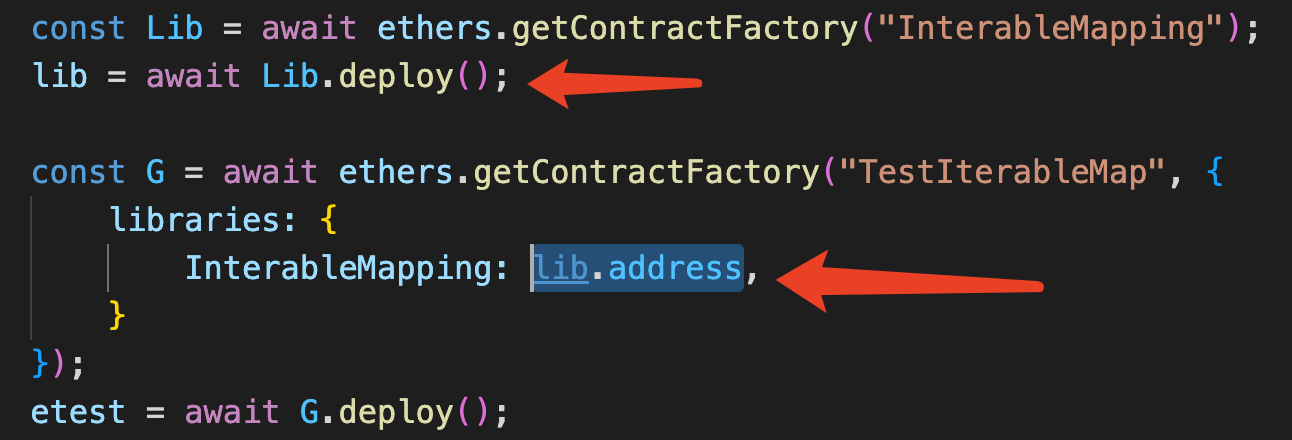 const Lib = await ethers.getContractFactory("InterableMapping");
lib = await Lib.deploy();
const G = await ethers.getContractFactory("TestIterableMap", {
libraries: {
InterableMapping: lib.address,
}
});
etest = await G.deploy();